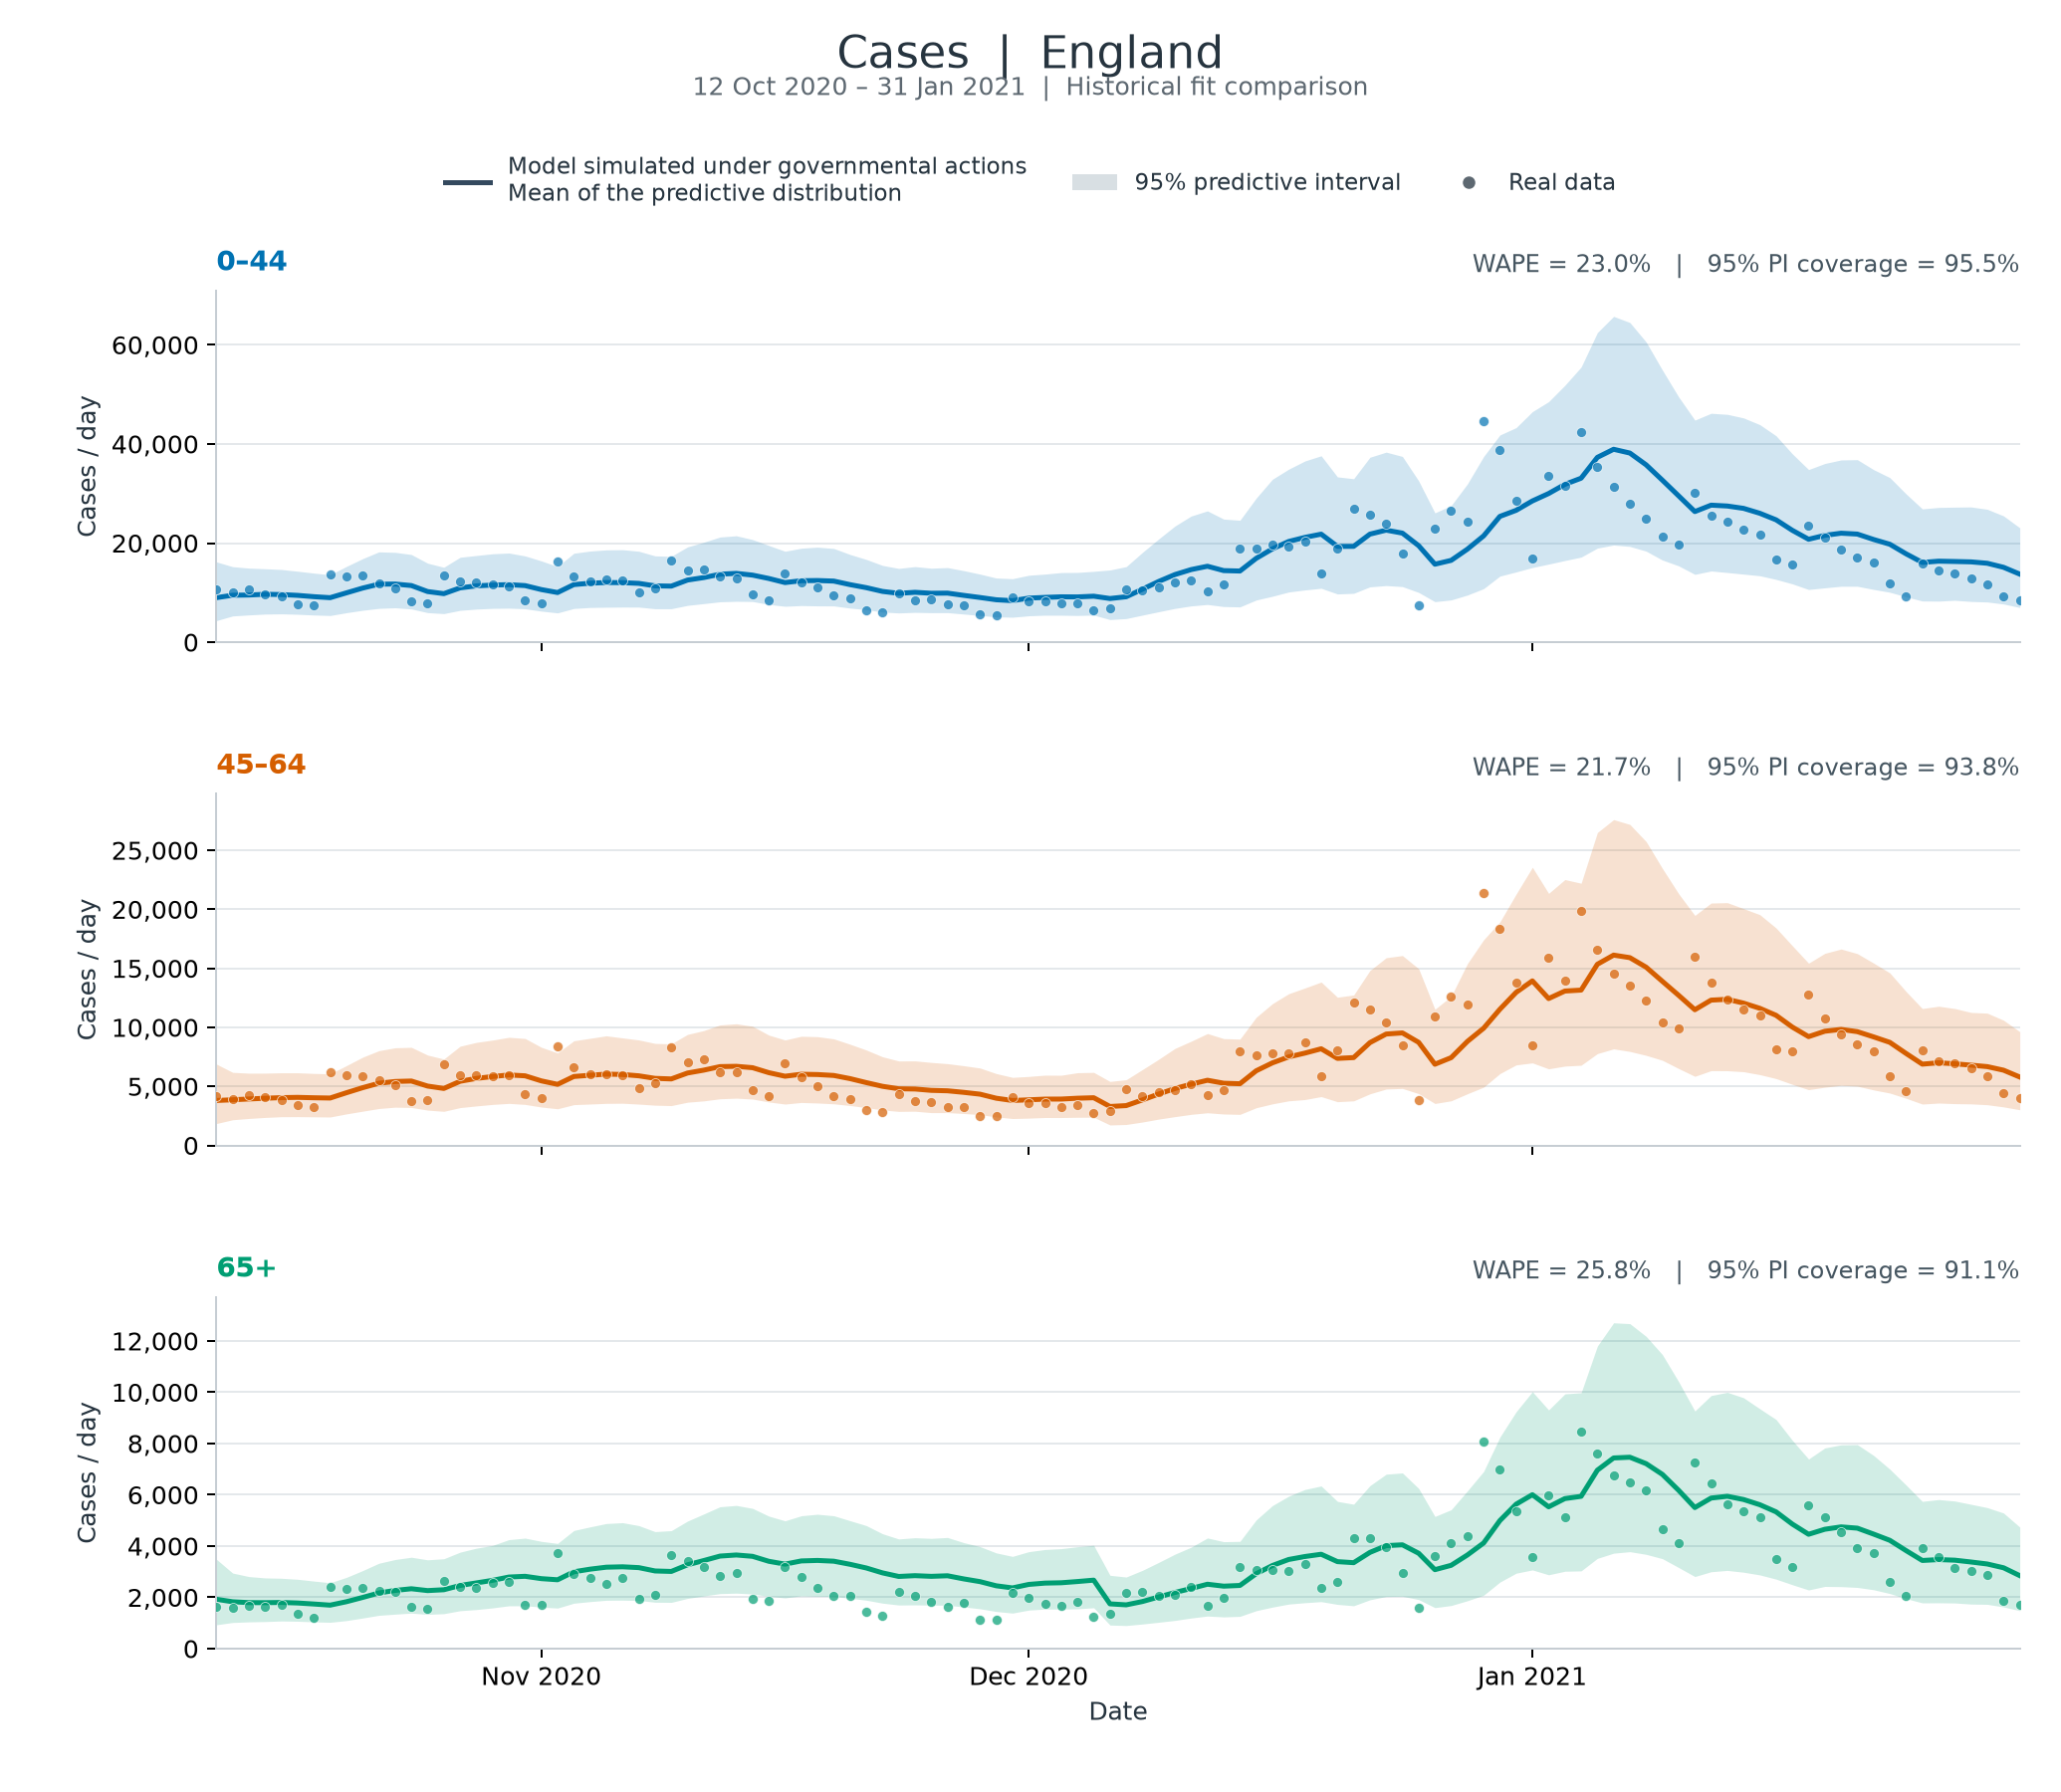 Cases | England
12 Oct 2020 – 31 Jan 2021 | Historical fit comparison
Model simulated under governmental actions
Mean of the predictive distribution
95% predictive interval
Real data
0–44
WAPE = 23.0% | 95% PI coverage = 95.5%
Cases / day
60,000
40,000
20,000
0
45–64
WAPE = 21.7% | 95% PI coverage = 93.8%
Cases / day
25,000
20,000
15,000
10,000
5,000
0
65+
WAPE = 25.8% | 95% PI coverage = 91.1%
Cases / day
12,000
10,000
8,000
6,000
4,000
2,000
0
Nov 2020
Dec 2020
Jan 2021
Date